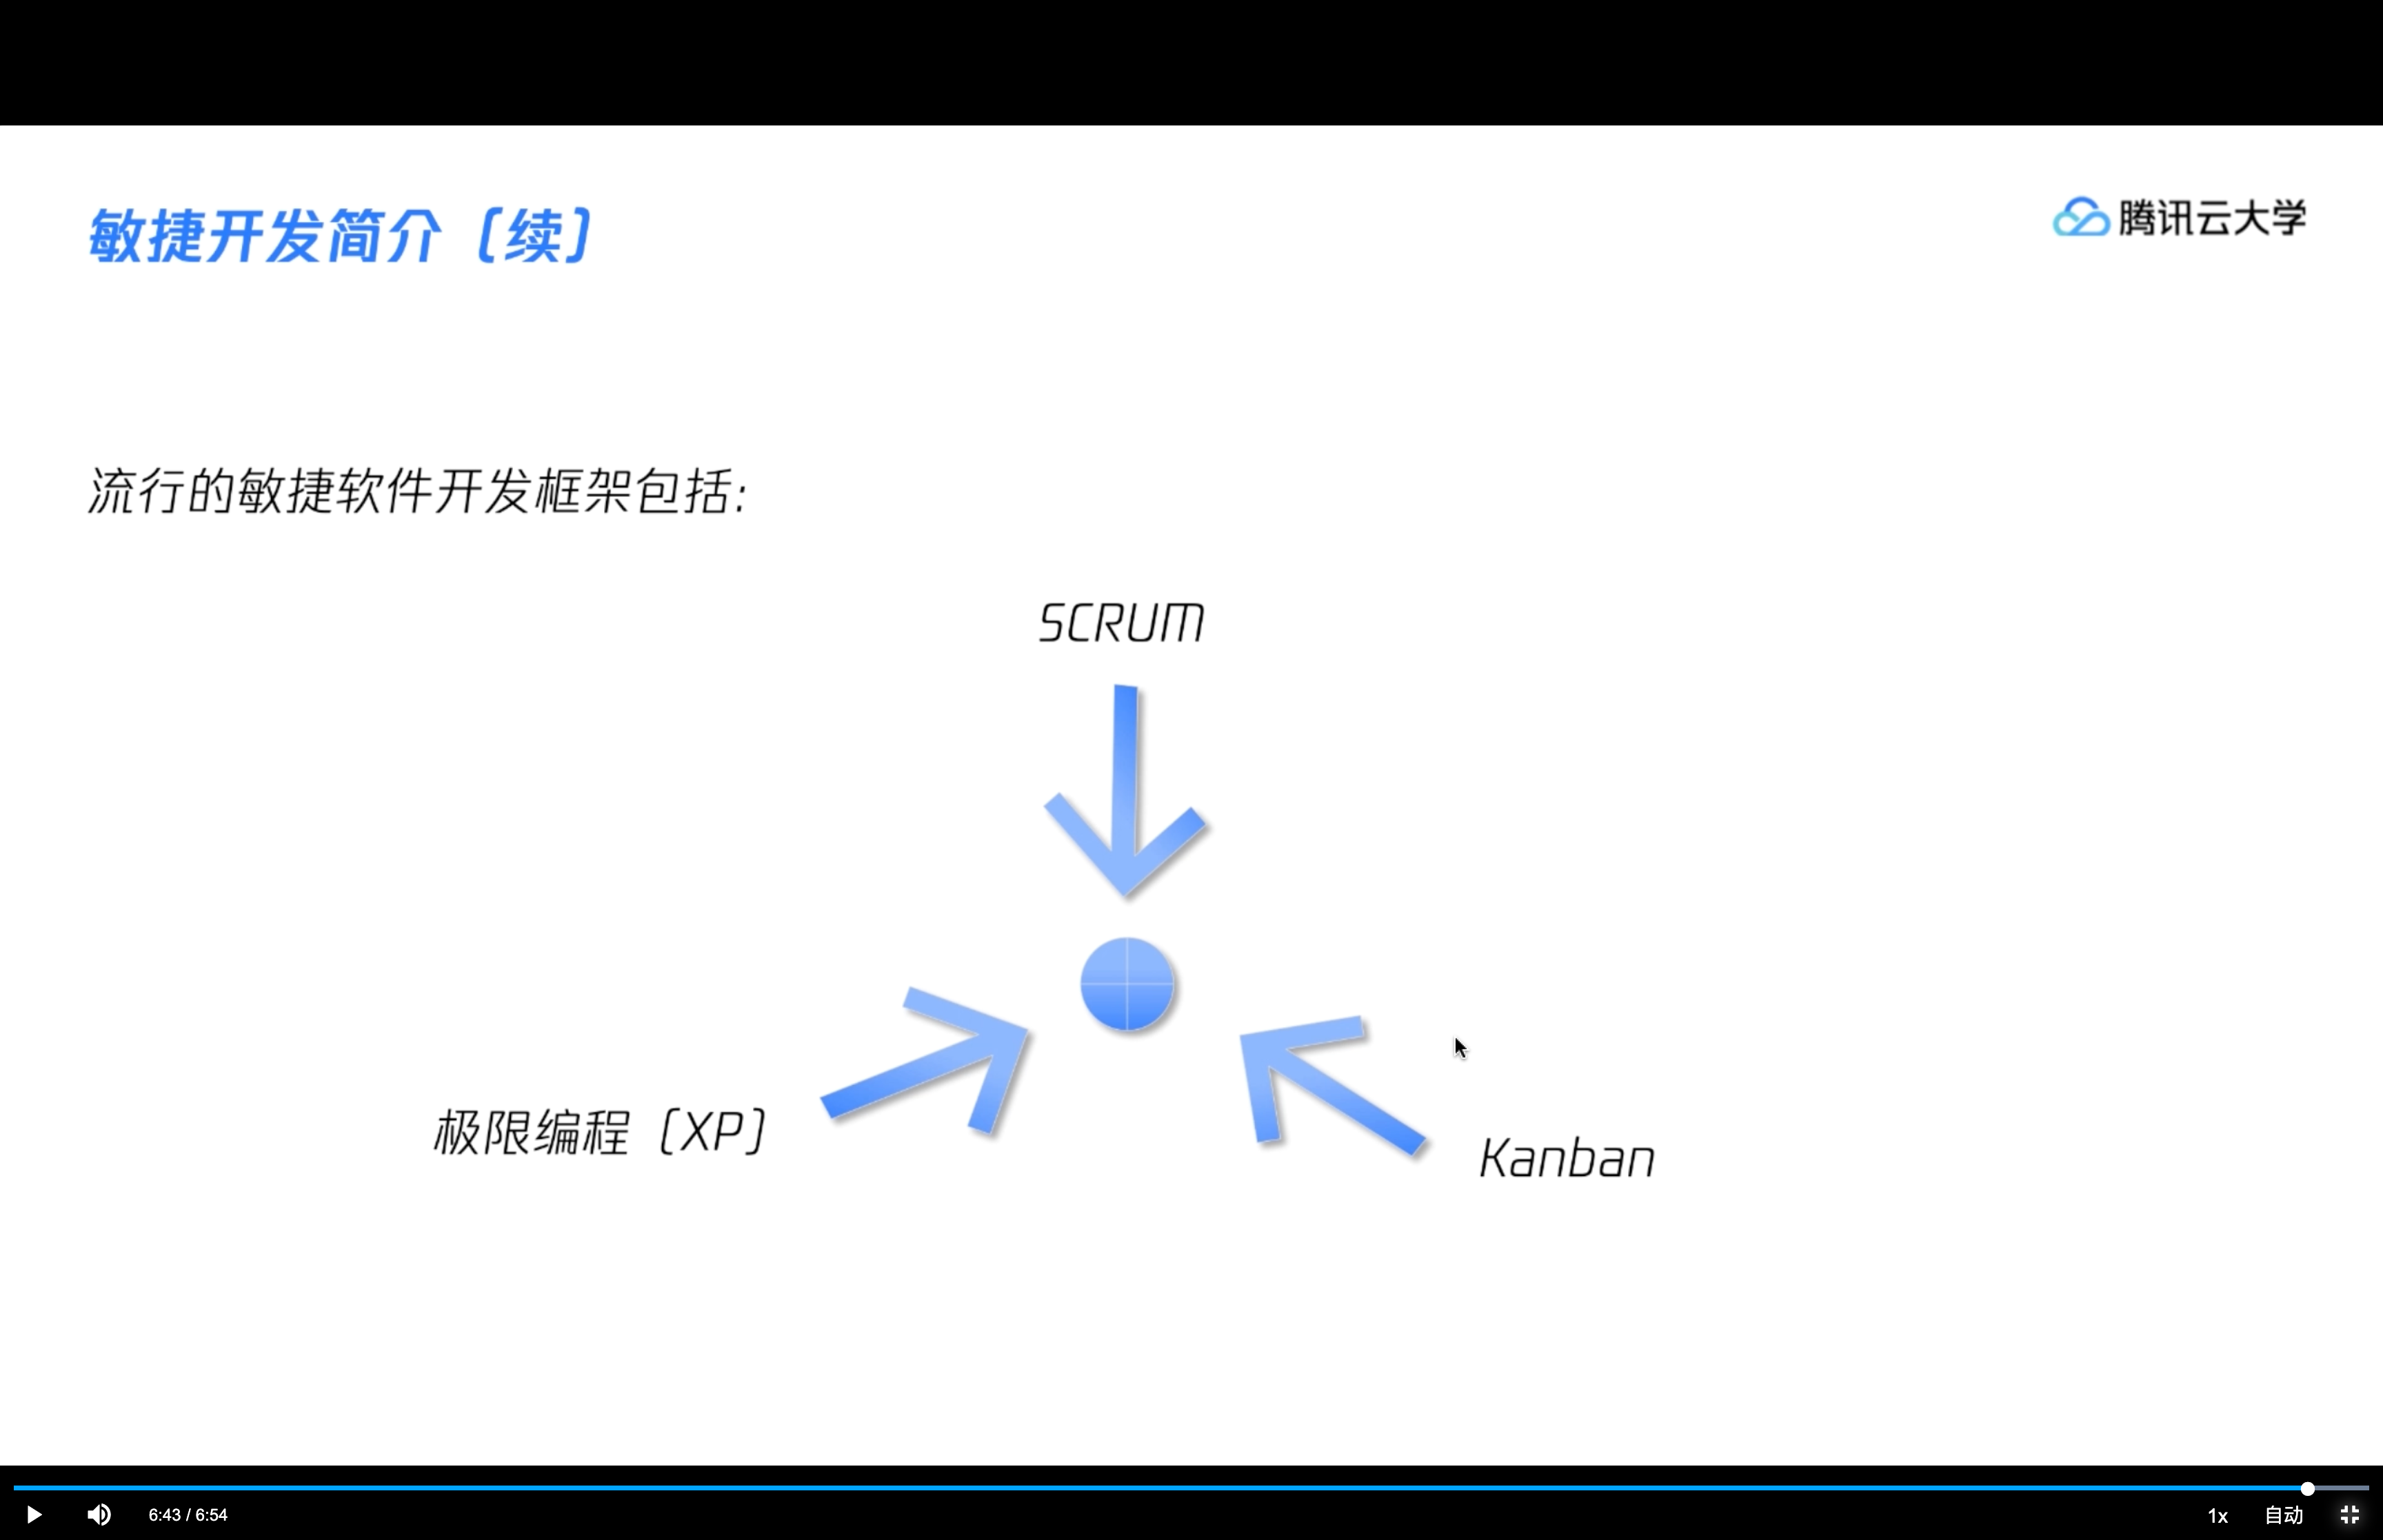 敏捷开发简介（续）
腾讯云大学
流行的敏捷软件开发框架包括:
SCRUM
极限编程（XP）
Kanban
6:43 / 6:54
1x
自动